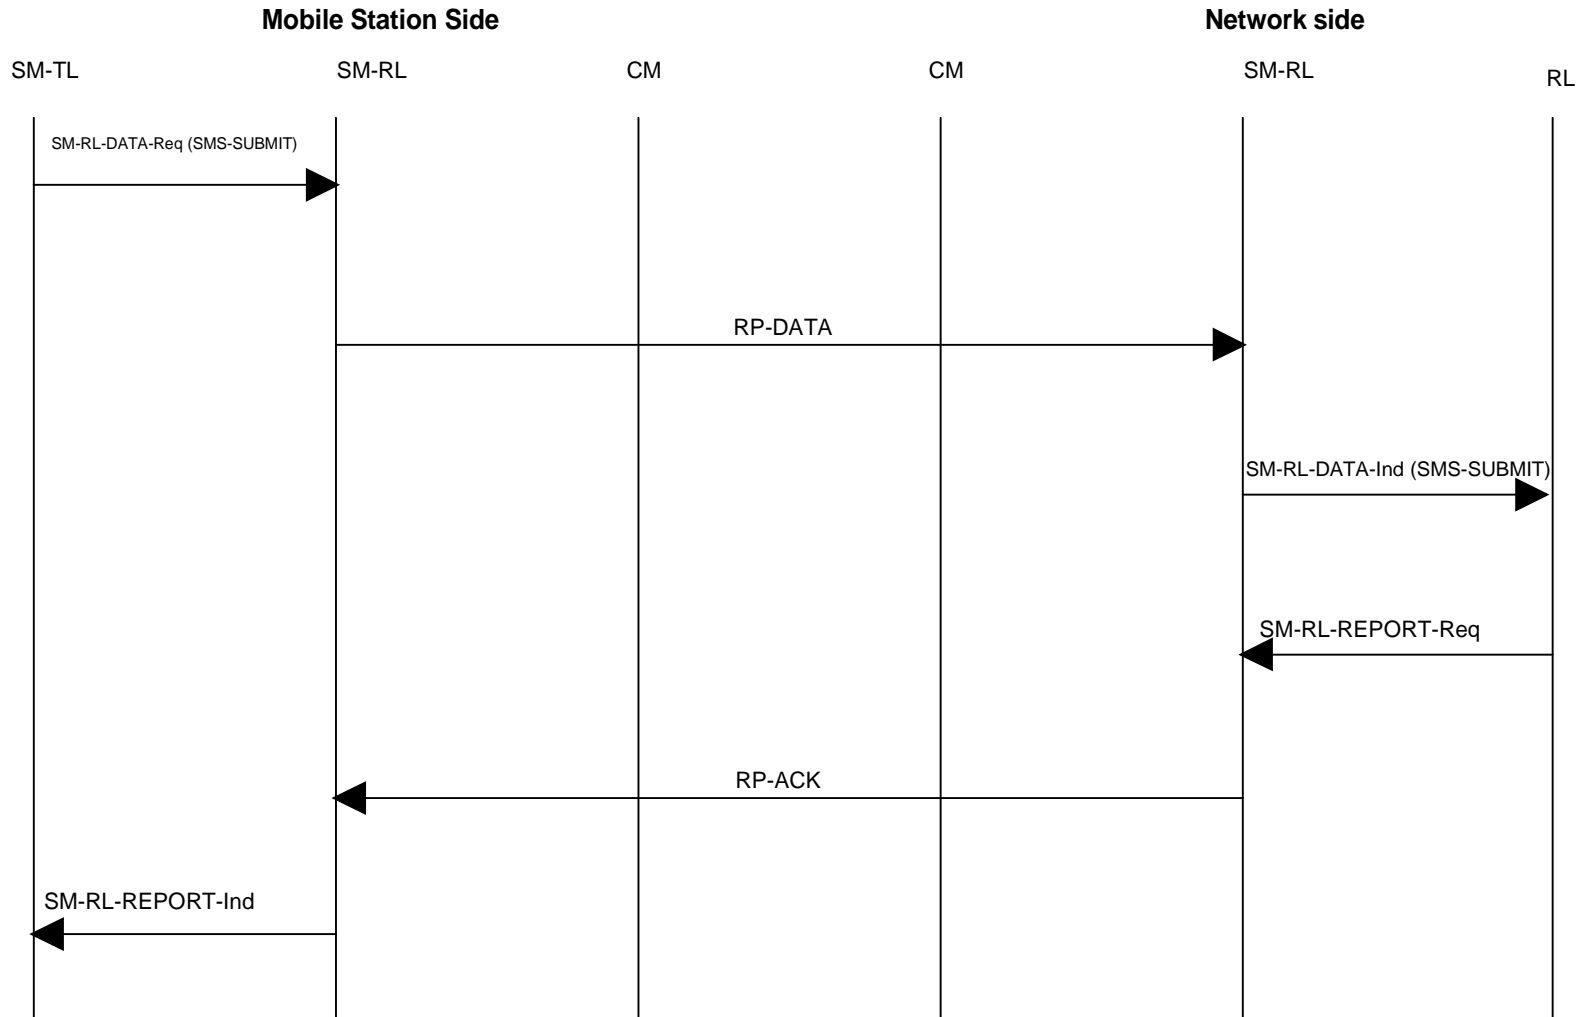 Mobile Station Side
Network side
SM-TL
SM-RL
CM
CM
SM-RL
RL
SM-RL-DATA-Req (SMS-SUBMIT)
RP-DATA
SM-RL-DATA-Ind (SMS-SUBMIT)
SM-RL-REPORT-Req
RP-ACK
SM-RL-REPORT-Ind